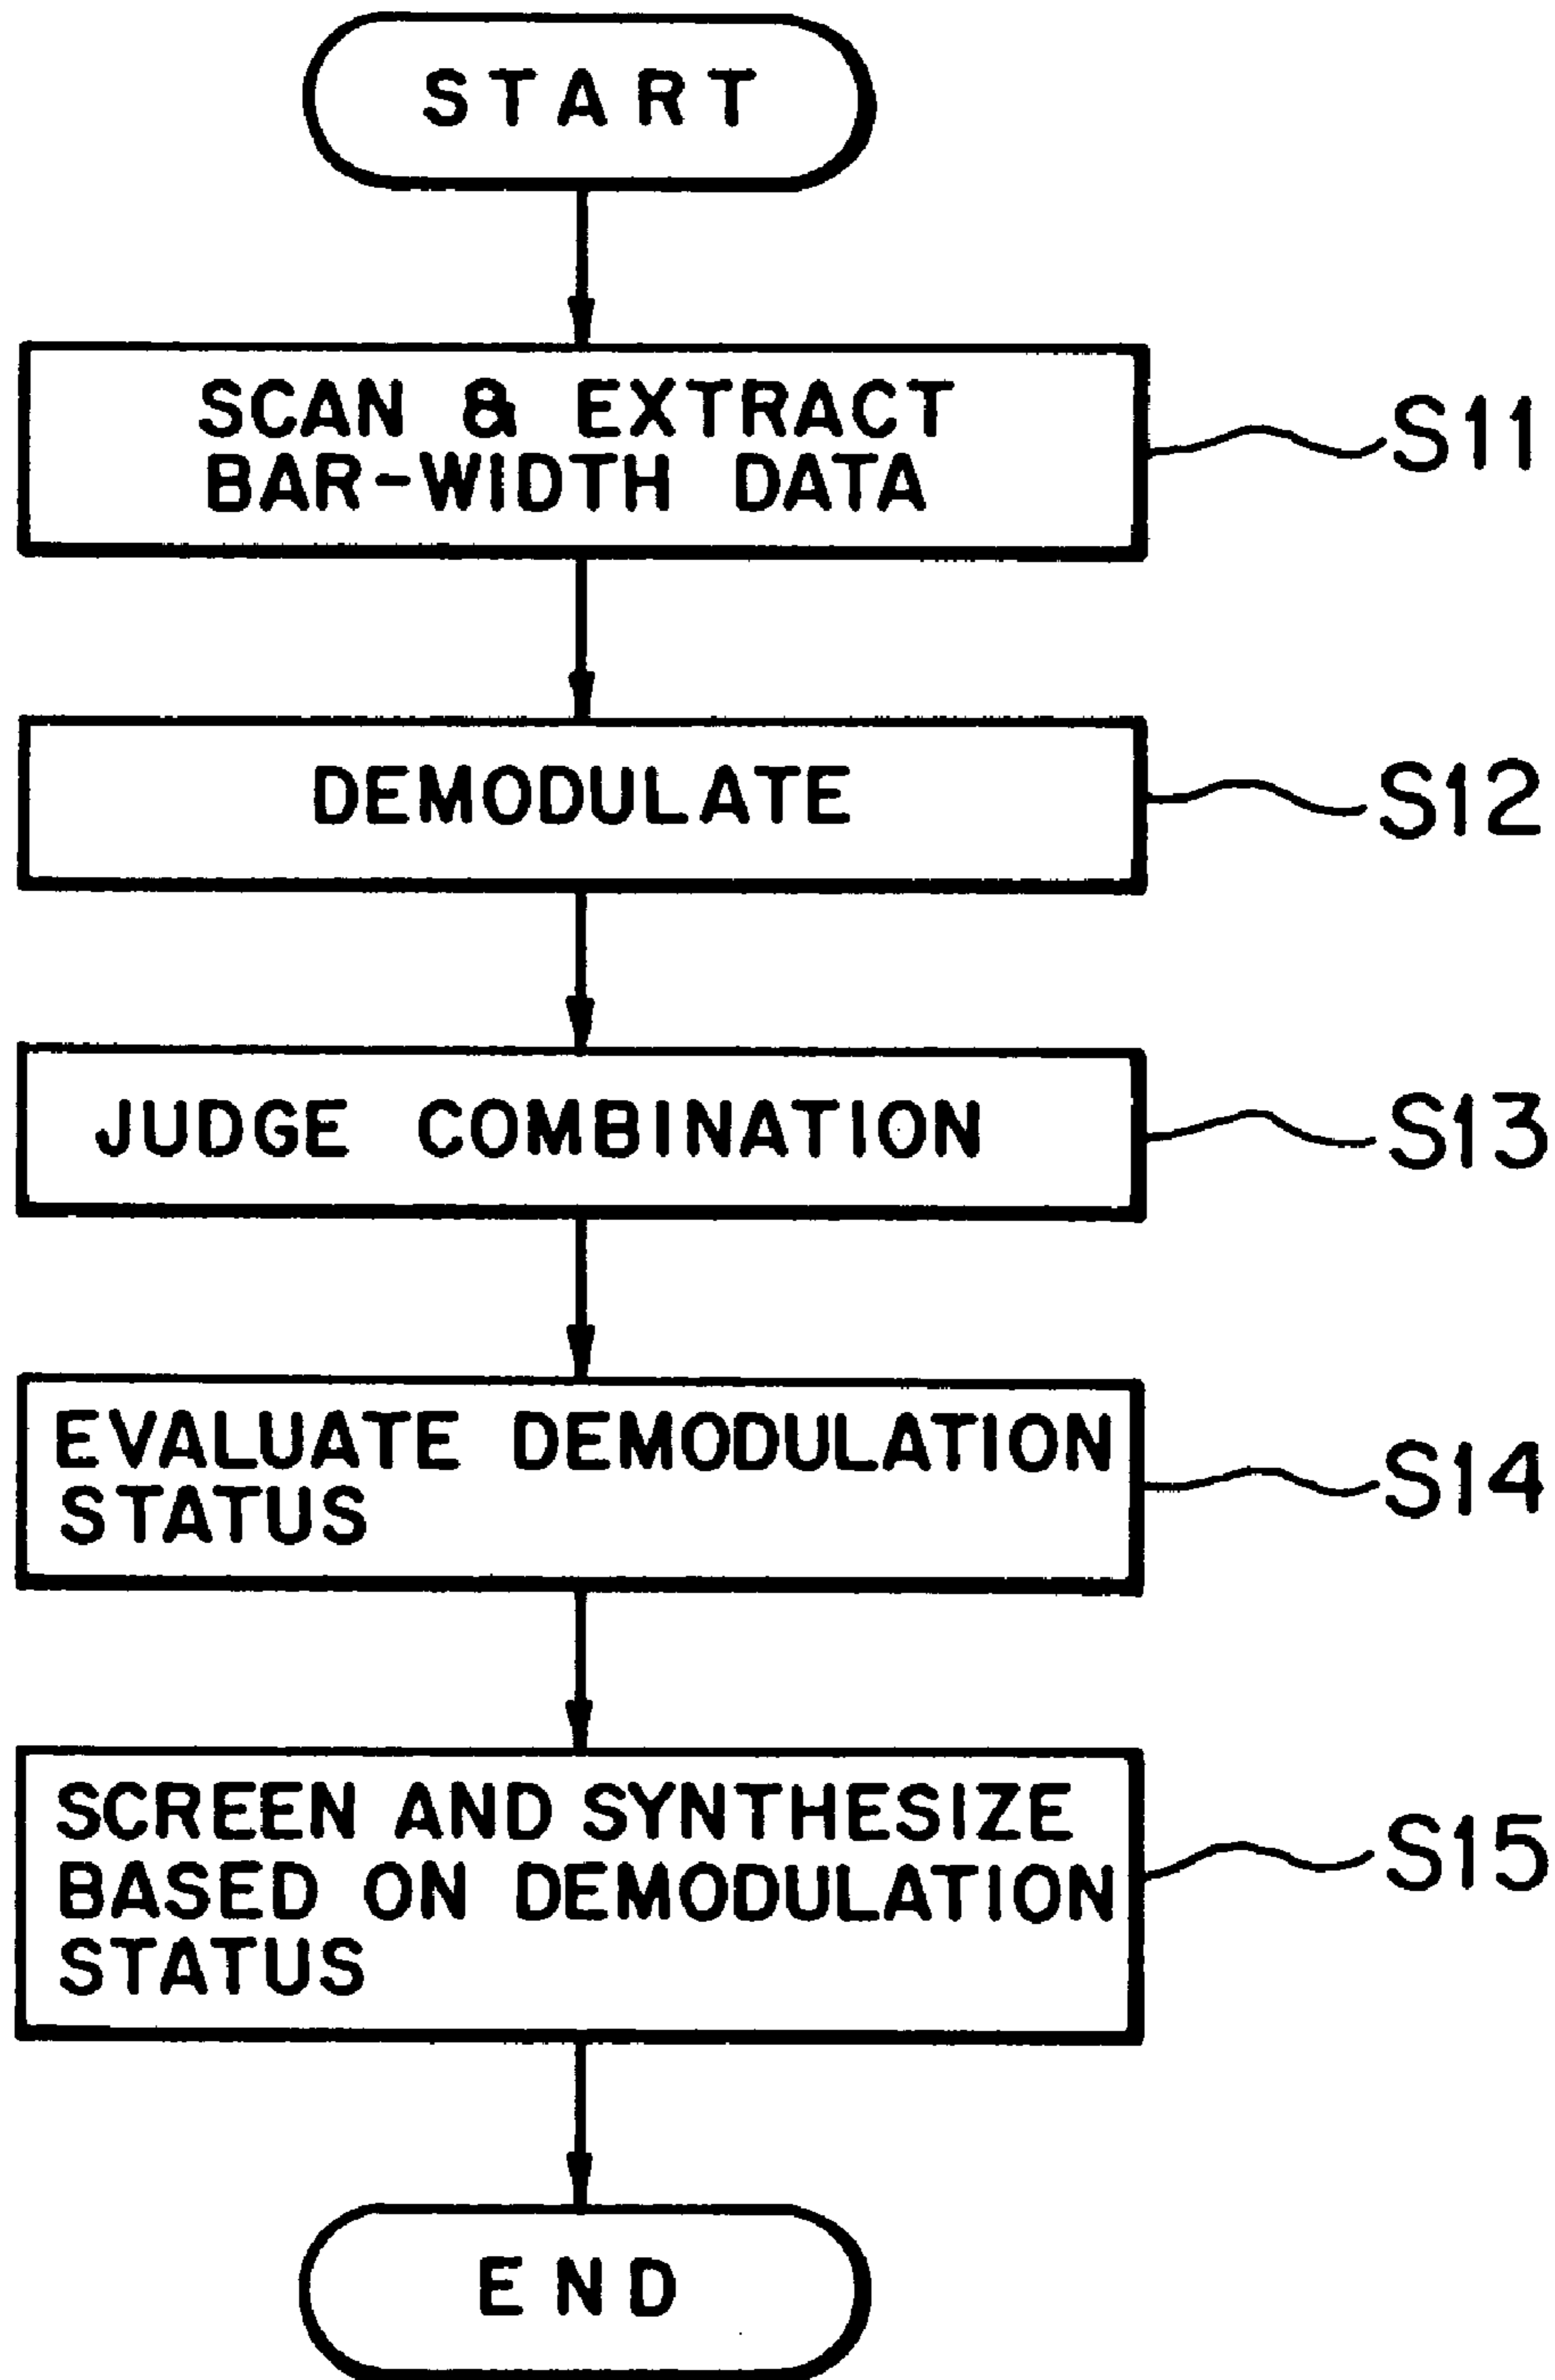 START
SCAN & EXTRACT
BAR-WIDTH DATA
S11
DEMODULATE
S12
JUDGE COMBINATION
S13
EVALUATE DEMODULATION
STATUS
S14
SCREEN AND SYNTHESIZE
BASED ON DEMODULATION
STATUS
S15
END